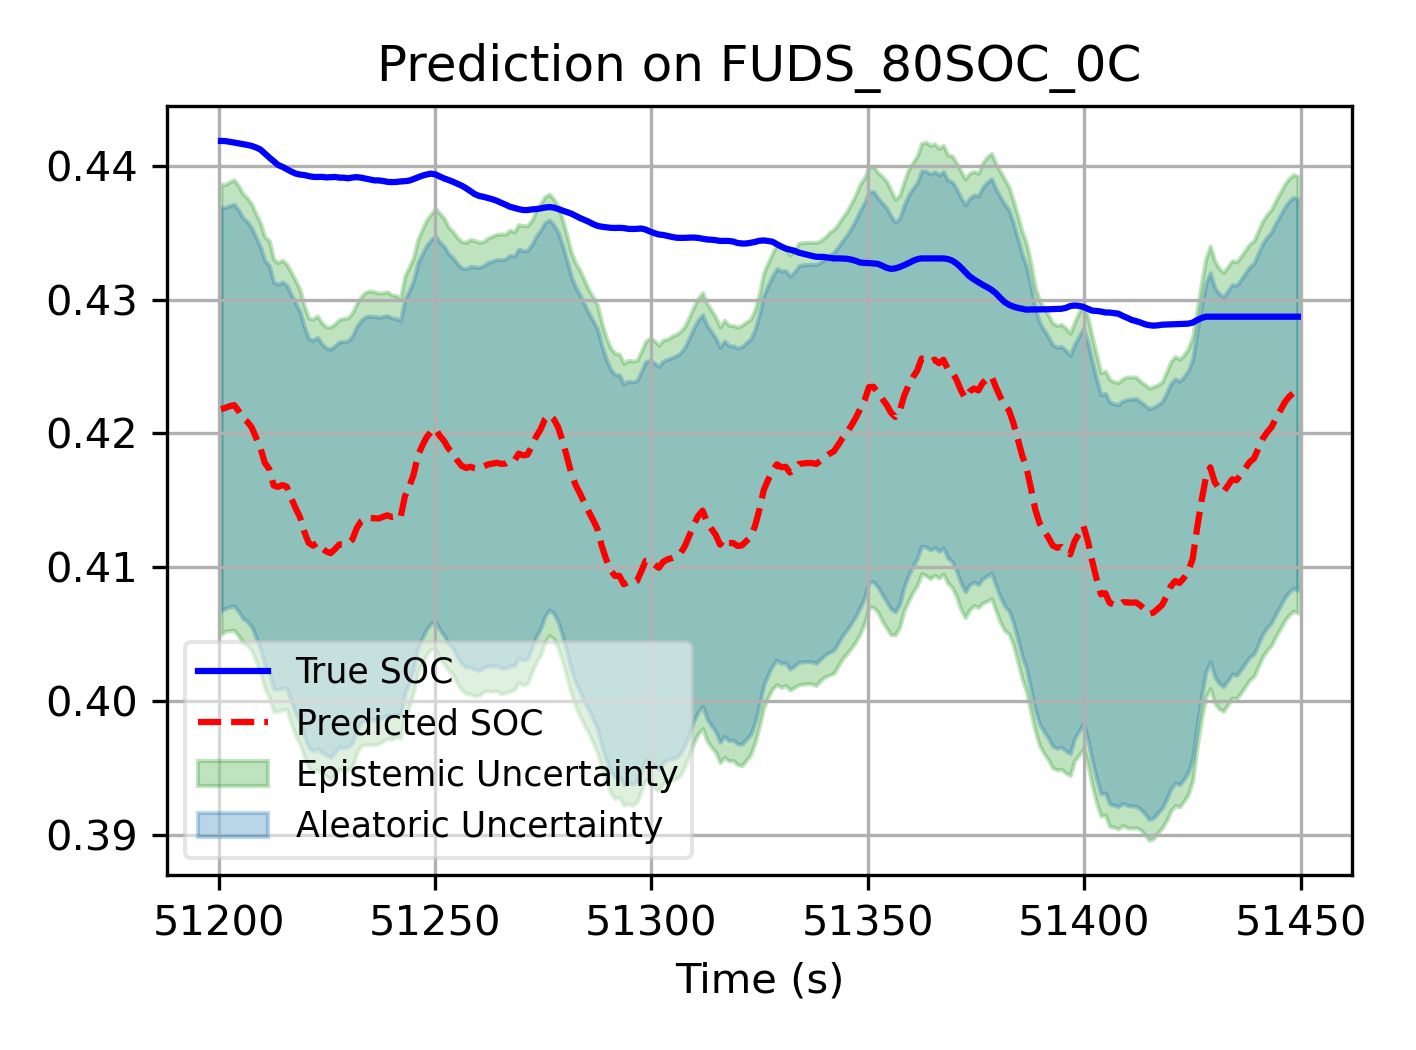 Prediction on FUDS_80SOC_0C
0.44
0.43
0.42
0.41
0.40
0.39
True SOC
Predicted SOC
Epistemic Uncertainty
Aleatoric Uncertainty
51200 51250 51300 51350 51400 51450
Time (s)